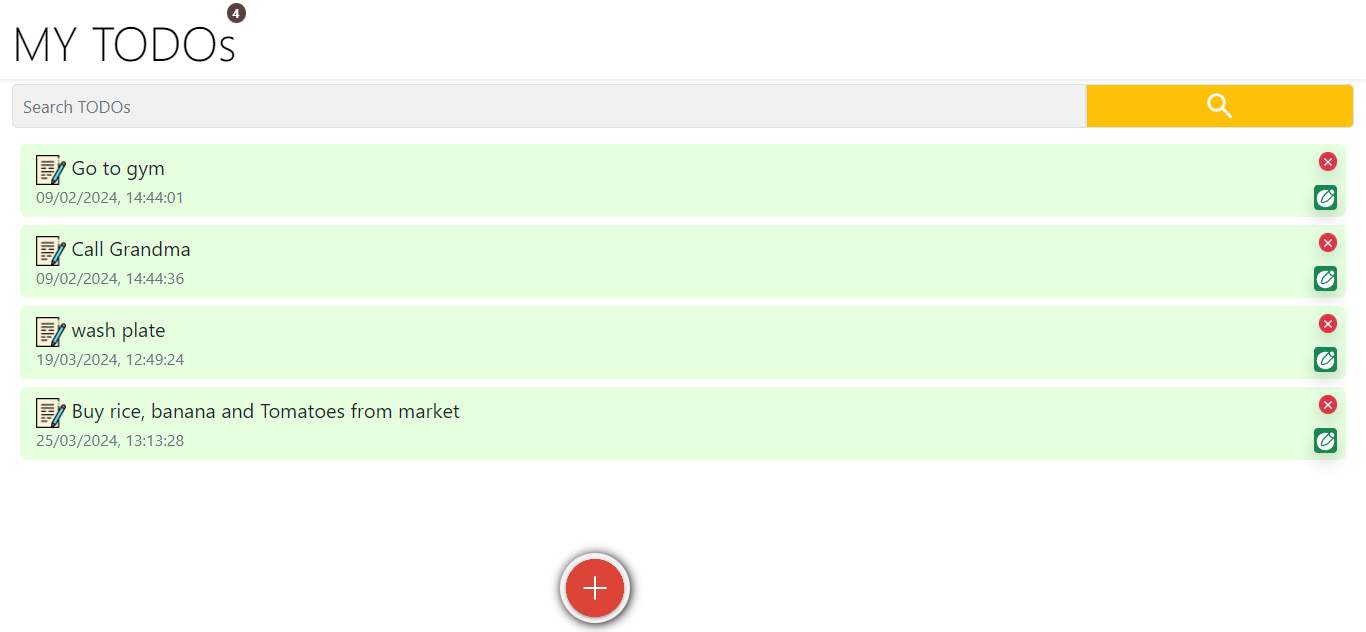 MY TODOs
4
Search TODOs
Go to gym
09/02/2024, 14:44:01
Call Grandma
09/02/2024, 14:44:36
wash plate
19/03/2024, 12:49:24
Buy rice, banana and Tomatoes from market
25/03/2024, 13:13:28